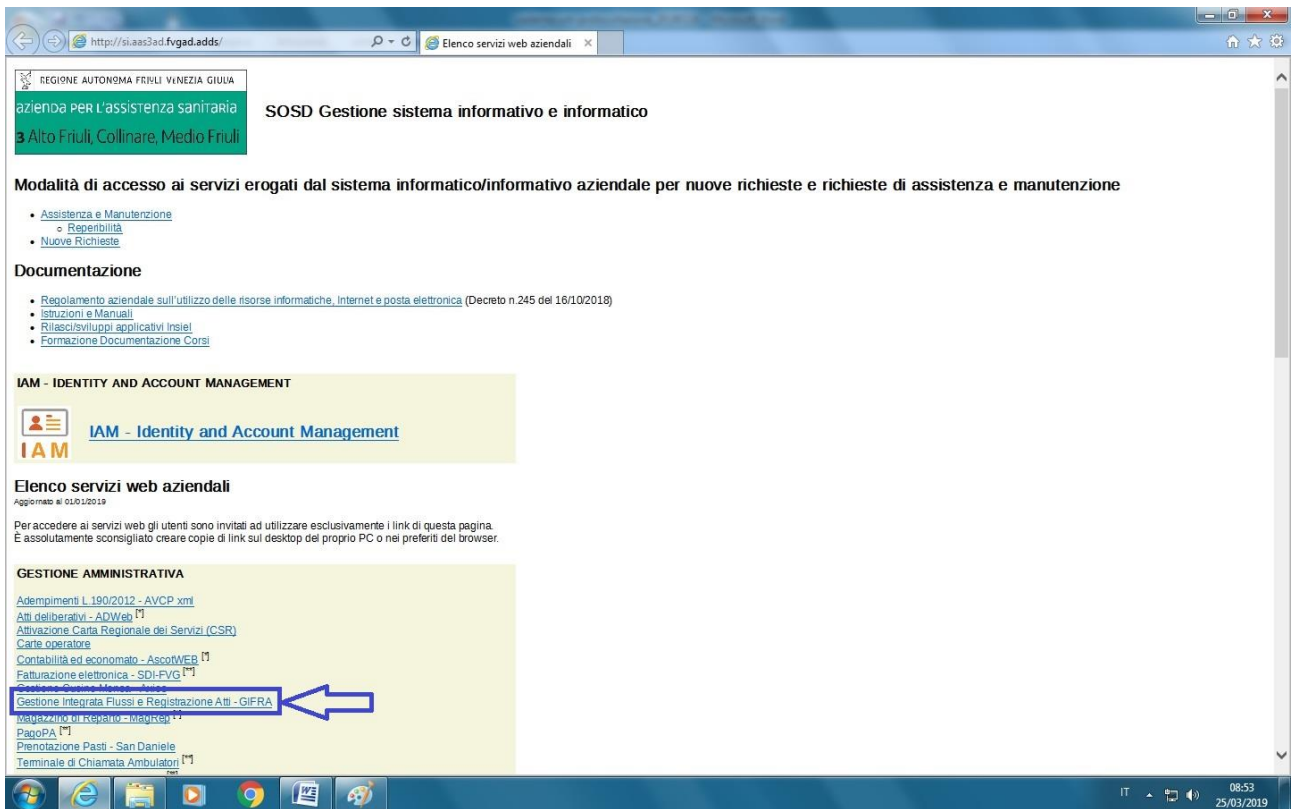 http://si.aas3ad.fvgad.adds/
Elenco servizi web aziendali
REGIONE AUTONOMA FRIULI VENEZIA GIULIA
azienda per l'assistenza sanitaria
3 Alto Friuli, Collinare, Medio Friuli
SOSD Gestione sistema informativo e informatico
Modalità di accesso ai servizi erogati dal sistema informatico/informativo aziendale per nuove richieste e richieste di assistenza e manutenzione
Assistenza e Manutenzione
Reperibilità
Nuove Richieste
Documentazione
Regolamento aziendale sull'utilizzo delle risorse informatiche, Internet e posta elettronica (Decreto n.245 del 16/10/2018)
Istruzioni e Manuali
Rilasci/sviluppi applicativi Insiel
Formazione Documentazione Corsi
IAM - IDENTITY AND ACCOUNT MANAGEMENT
IAM
IAM - Identity and Account Management
Elenco servizi web aziendali
Aggiornato al 01/01/2019
Per accedere ai servizi web gli utenti sono invitati ad utilizzare esclusivamente i link di questa pagina.
È assolutamente sconsigliato creare copie di link sul desktop del proprio PC o nei preferiti del browser.
GESTIONE AMMINISTRATIVA
Adempimenti L.190/2012 - AVCP xml
Atti deliberativi - ADWeb [*]
Attivazione Carta Regionale dei Servizi (CSR)
Carte operatore
Contabilità ed economato - AscotWEB [*]
Fatturazione elettronica - SDI-FVG [**]
Gestione Integrata Flussi e Registrazione Atti - GIFRA
Magazzino di Reparto - MagRep [*]
PagoPA [**]
Prenotazione Pasti - San Daniele
Terminale di Chiamata Ambulatori [**]
IT
08:53
25/03/2019